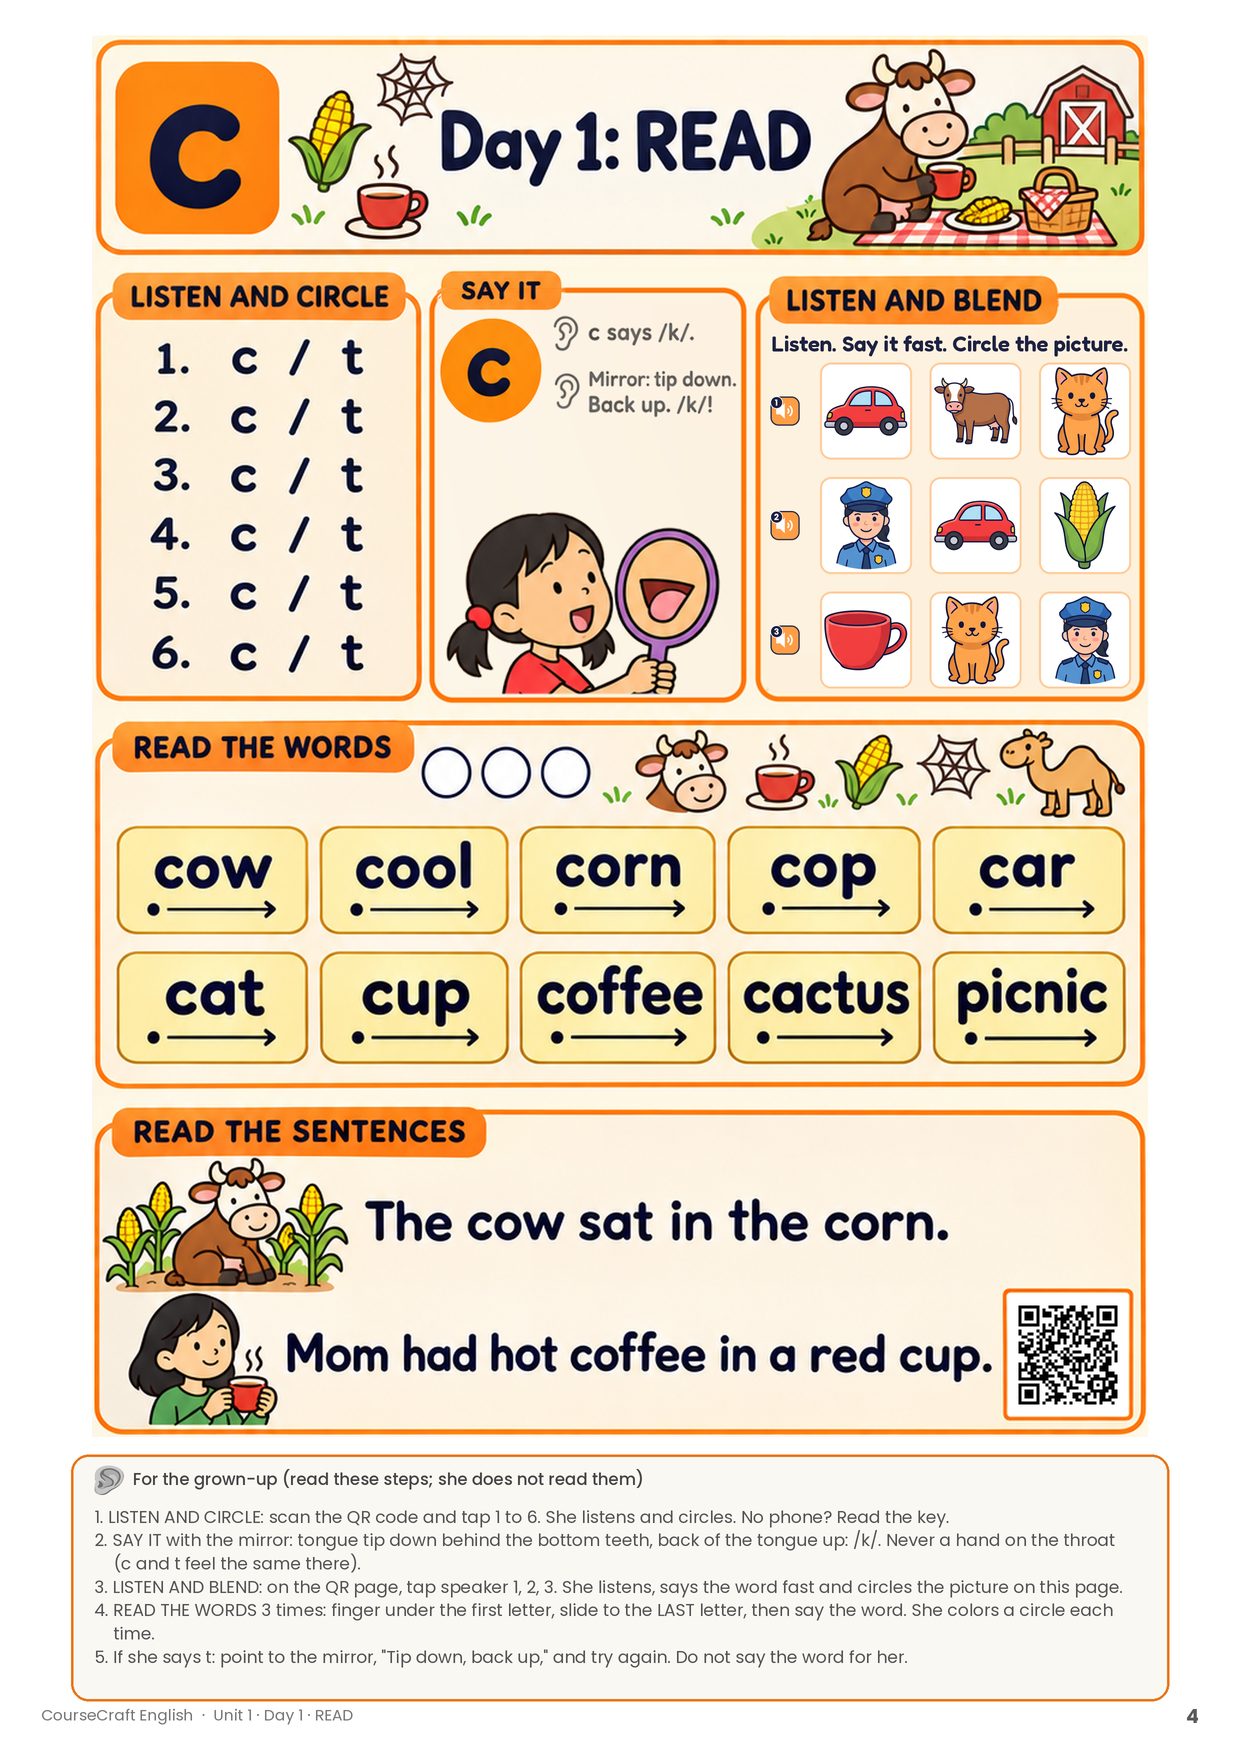 c
Day 1: READ
LISTEN AND CIRCLE
1. c / t
2. c / t
3. c / t
4. c / t
5. c / t
6. c / t
SAY IT
c
c says /k/.
Mirror: tip down.
Back up. /k/!
LISTEN AND BLEND
Listen. Say it fast. Circle the picture.
1
2
3
READ THE WORDS
cow cool corn cop car
cat cup coffee cactus picnic
READ THE SENTENCES
The cow sat in the corn.
Mom had hot coffee in a red cup.
For the grown-up (read these steps; she does not read them)
1. LISTEN AND CIRCLE: scan the QR code and tap 1 to 6. She listens and circles. No phone? Read the key.
2. SAY IT with the mirror: tongue tip down behind the bottom teeth, back of the tongue up: /k/. Never a hand on the throat
(c and t feel the same there).
3. LISTEN AND BLEND: on the QR page, tap speaker 1, 2, 3. She listens, says the word fast and circles the picture on this page.
4. READ THE WORDS 3 times: finger under the first letter, slide to the LAST letter, then say the word. She colors a circle each
time.
5. If she says t: point to the mirror, "Tip down, back up," and try again. Do not say the word for her.
CourseCraft English · Unit 1 · Day 1 · READ
4